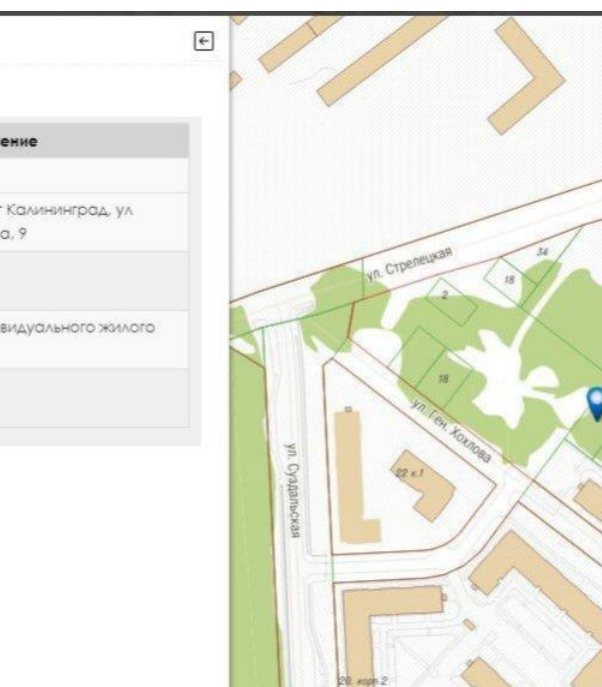 ение
г Калининград, ул
а, 9
видуального жилого
ул. Стрелецкая
34
18
2
18
ул. Ген. Хохлова
22 к.1
ул. Суздальская
20. корп.2